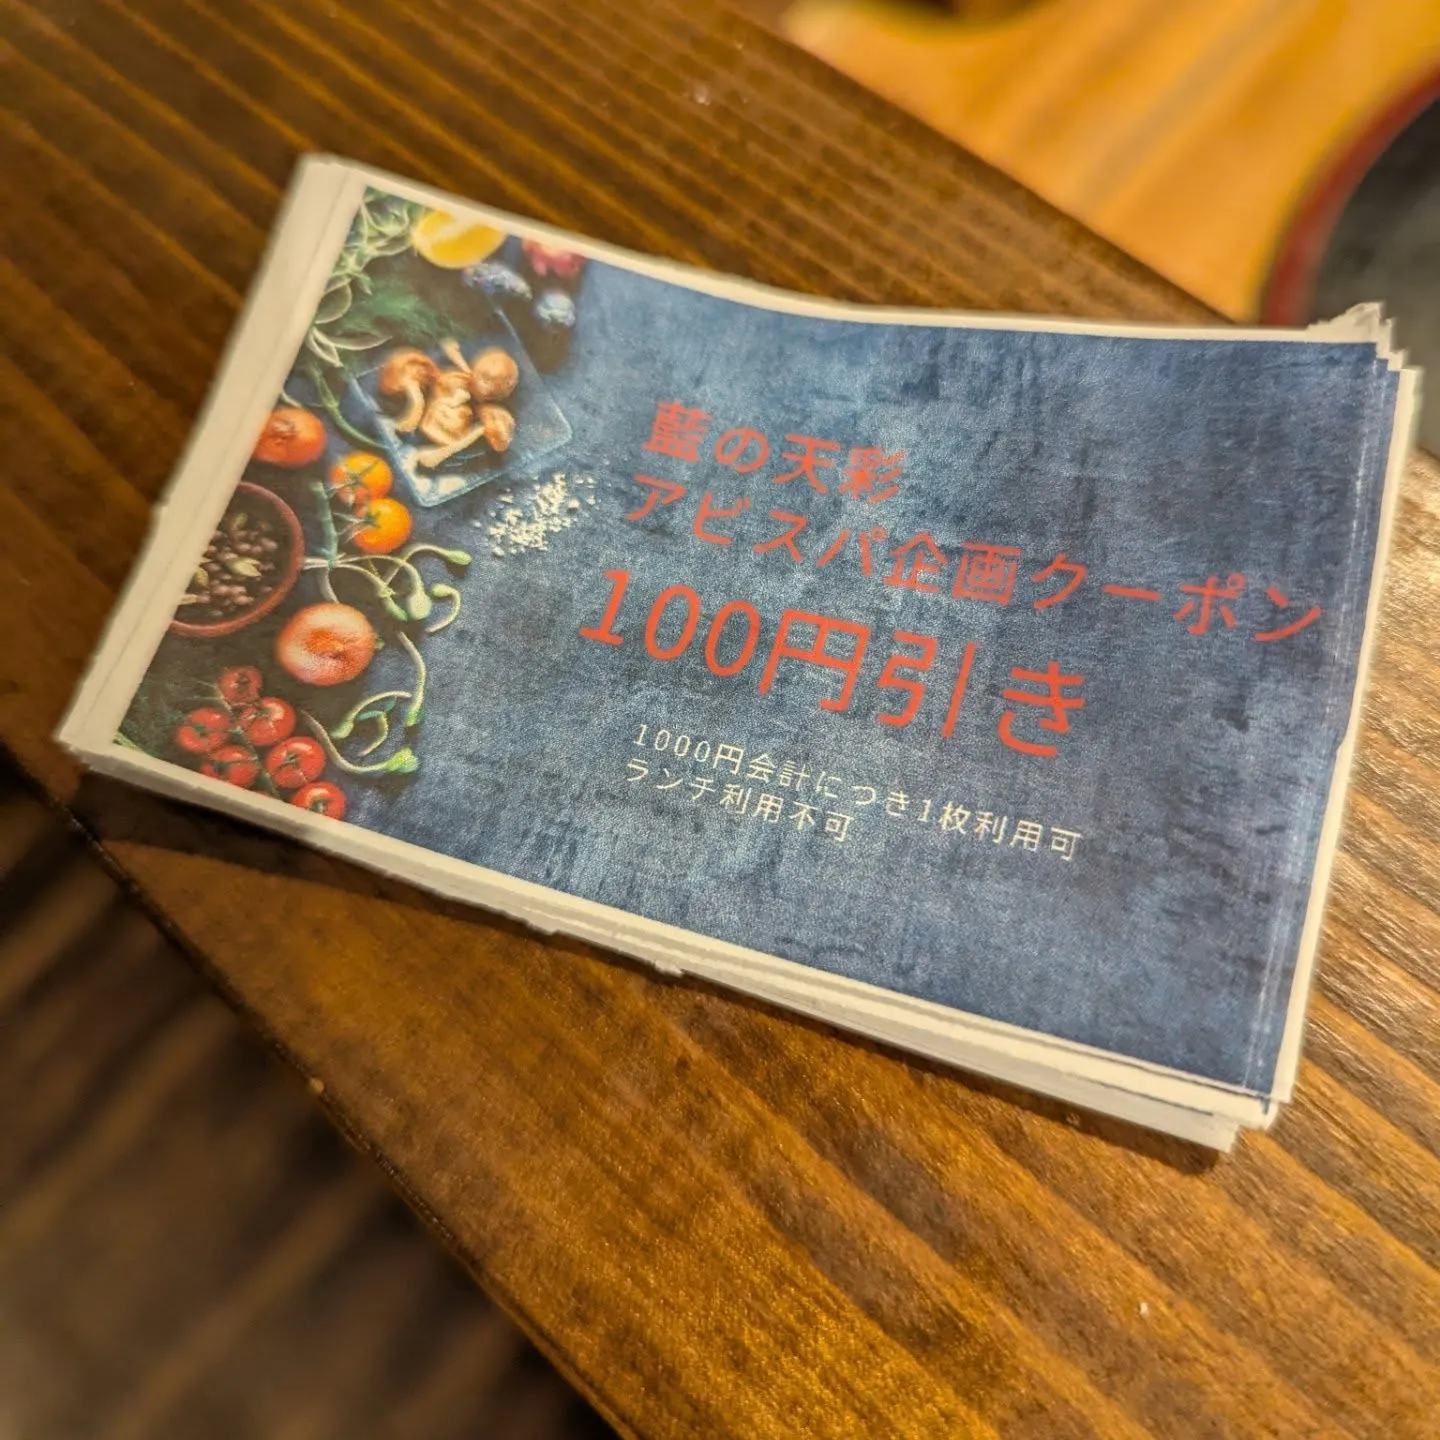 藍の天彩
アビスパ企画クーポン
100円引き
1000円会計につき1枚利用可
ランチ利用不可